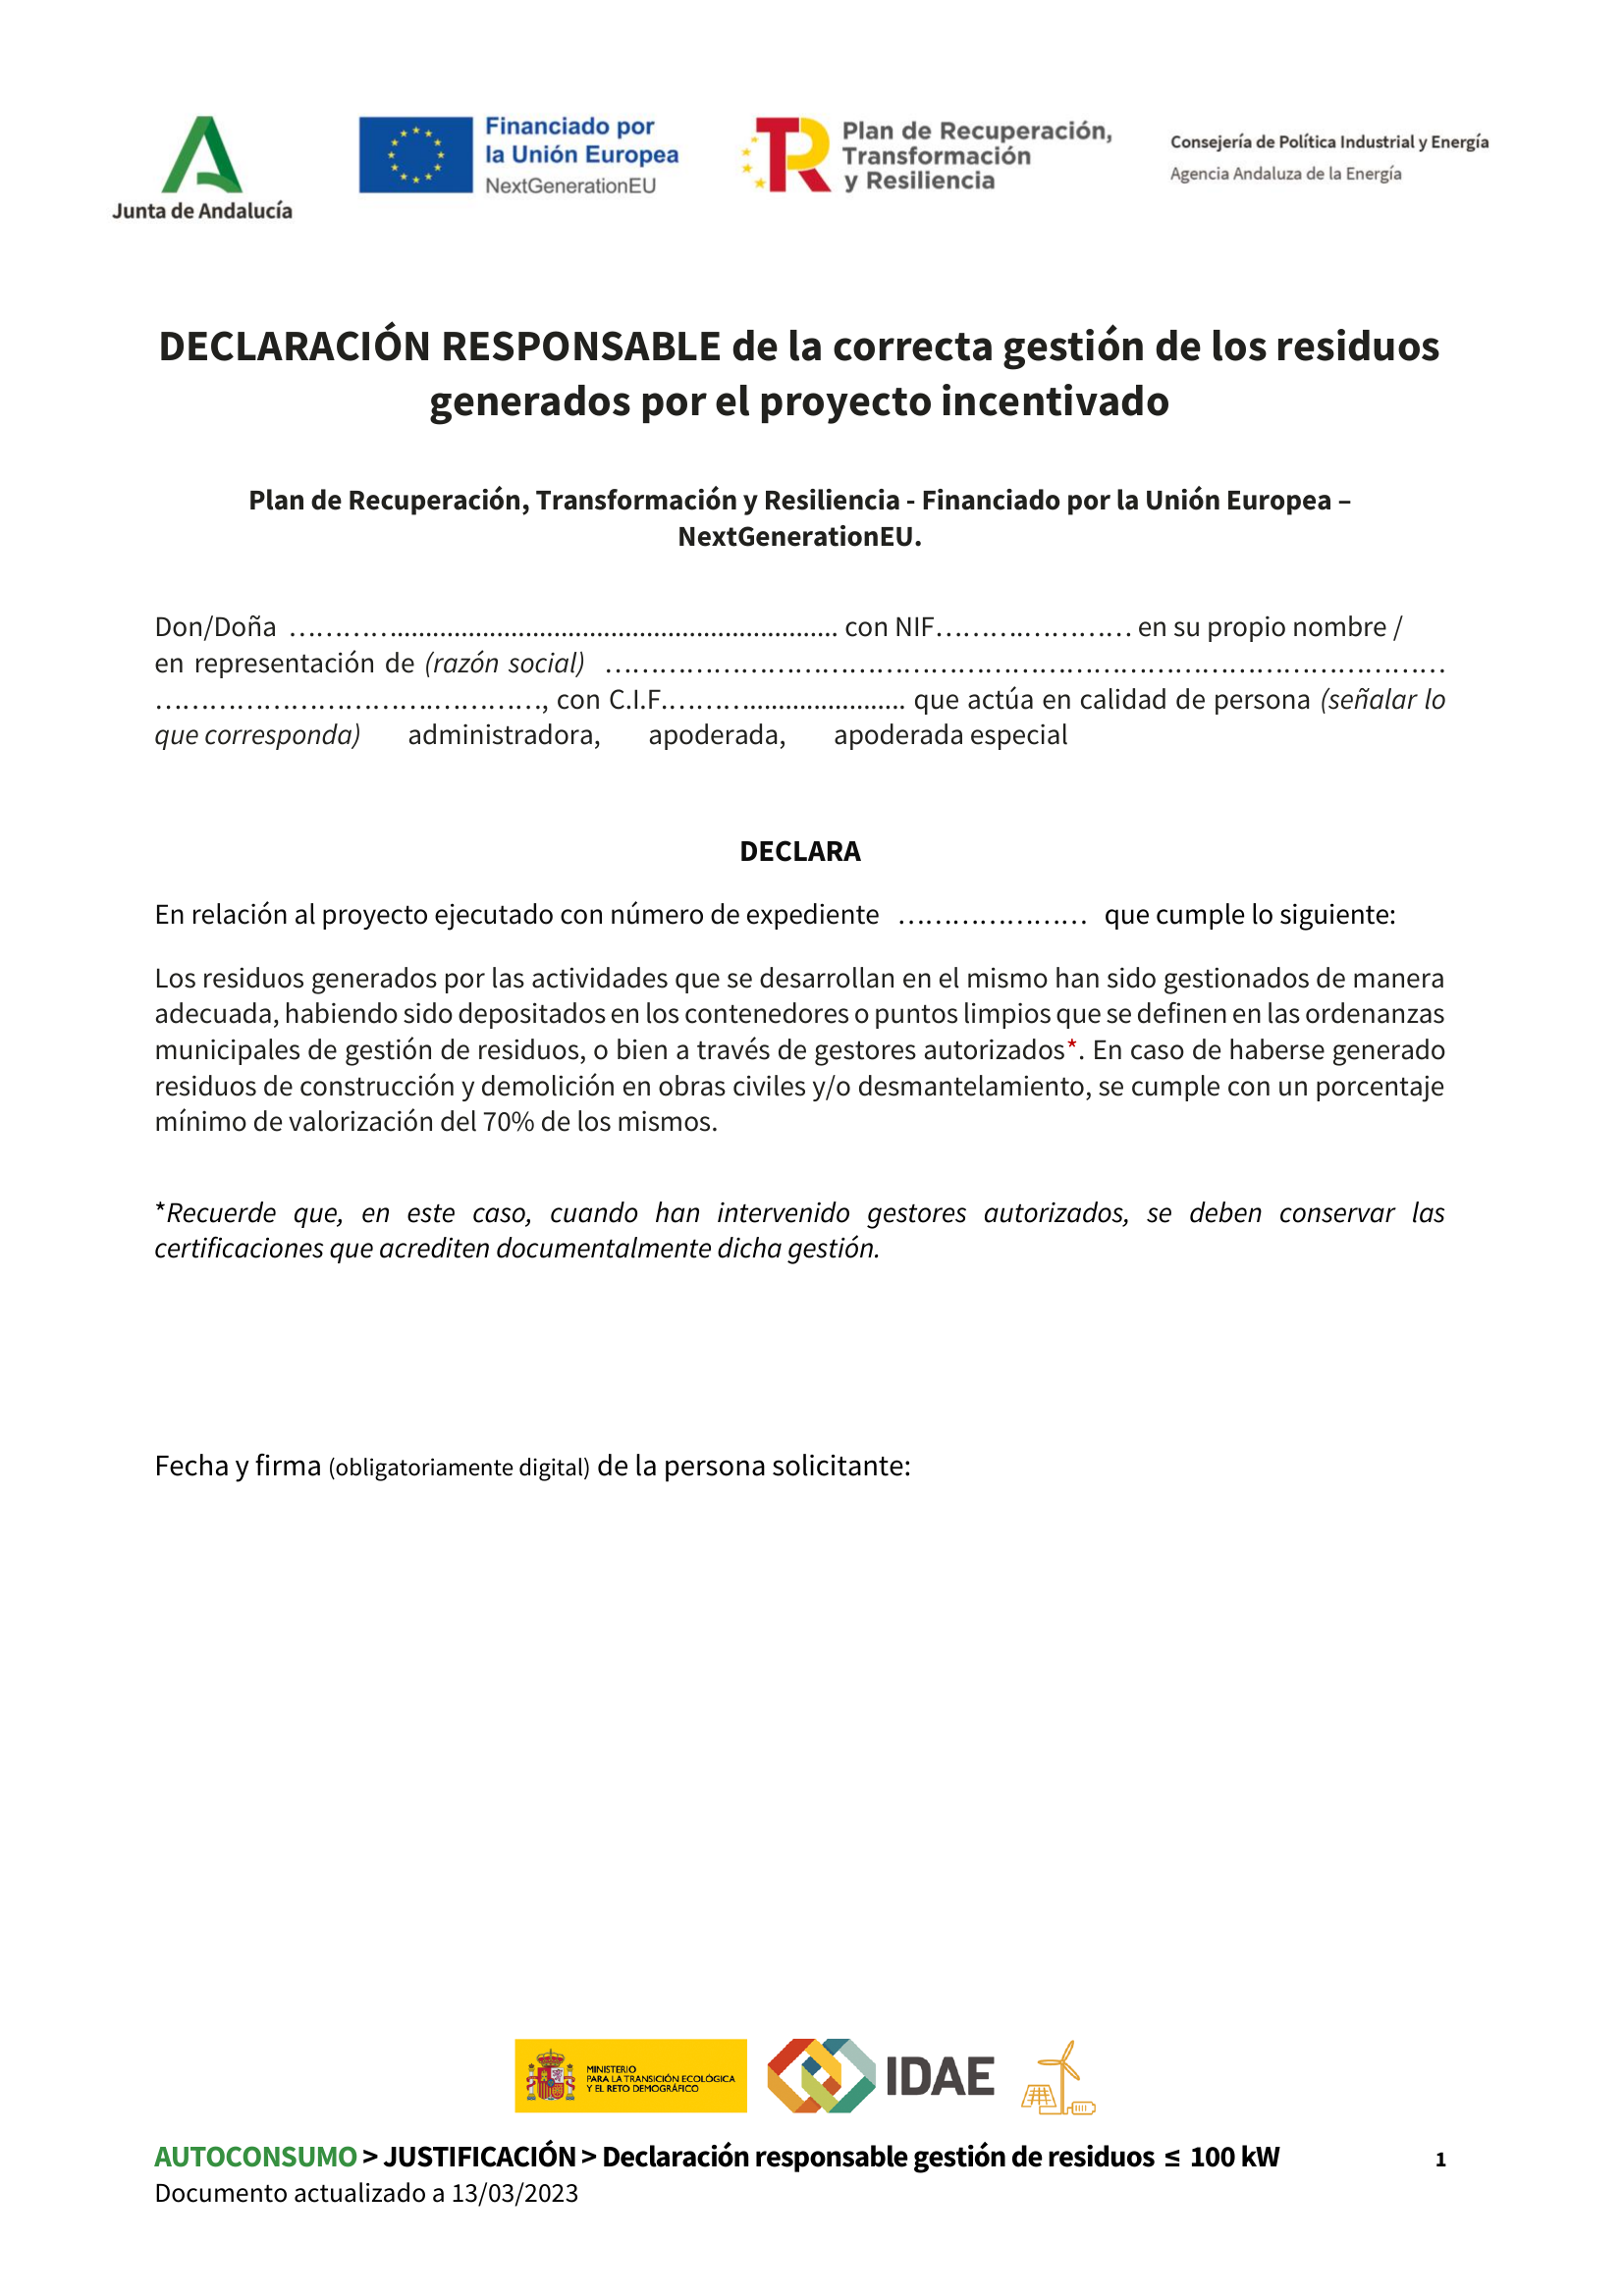 Junta de Andalucía
Financiado por
la Unión Europea
NextGenerationEU
Plan de Recuperación,
Transformación
y Resiliencia
Consejería de Política Industrial y Energía
Agencia Andaluza de la Energía
DECLARACIÓN RESPONSABLE de la correcta gestión de los residuos
generados por el proyecto incentivado
Plan de Recuperación, Transformación y Resiliencia - Financiado por la Unión Europea –
NextGenerationEU.
Don/Doña …………............................................................... con NIF……….………… en su propio nombre /
en representación de (razón social) ………………………………………………………………………………
…………………………….…………, con C.I.F.……….......................  que actúa en calidad de persona (señalar lo
que corresponda) administradora, apoderada, apoderada especial
DECLARA
En relación al proyecto ejecutado con número de expediente ………………… que cumple lo siguiente:
Los residuos generados por las actividades que se desarrollan en el mismo han sido gestionados de manera
adecuada, habiendo sido depositados en los contenedores o puntos limpios que se definen en las ordenanzas
municipales de gestión de residuos, o bien a través de gestores autorizados*. En caso de haberse generado
residuos de construcción y demolición en obras civiles y/o desmantelamiento, se cumple con un porcentaje
mínimo de valorización del 70% de los mismos.
*Recuerde que, en este caso, cuando han intervenido gestores autorizados, se deben conservar las
certificaciones que acrediten documentalmente dicha gestión.
Fecha y firma (obligatoriamente digital) de la persona solicitante:
MINISTERIO
PARA LA TRANSICIÓN ECOLÓGICA
Y EL RETO DEMOGRÁFICO
IDAE
AUTOCONSUMO > JUSTIFICACIÓN > Declaración responsable gestión de residuos ≤ 100 kW 1
Documento actualizado a 13/03/2023